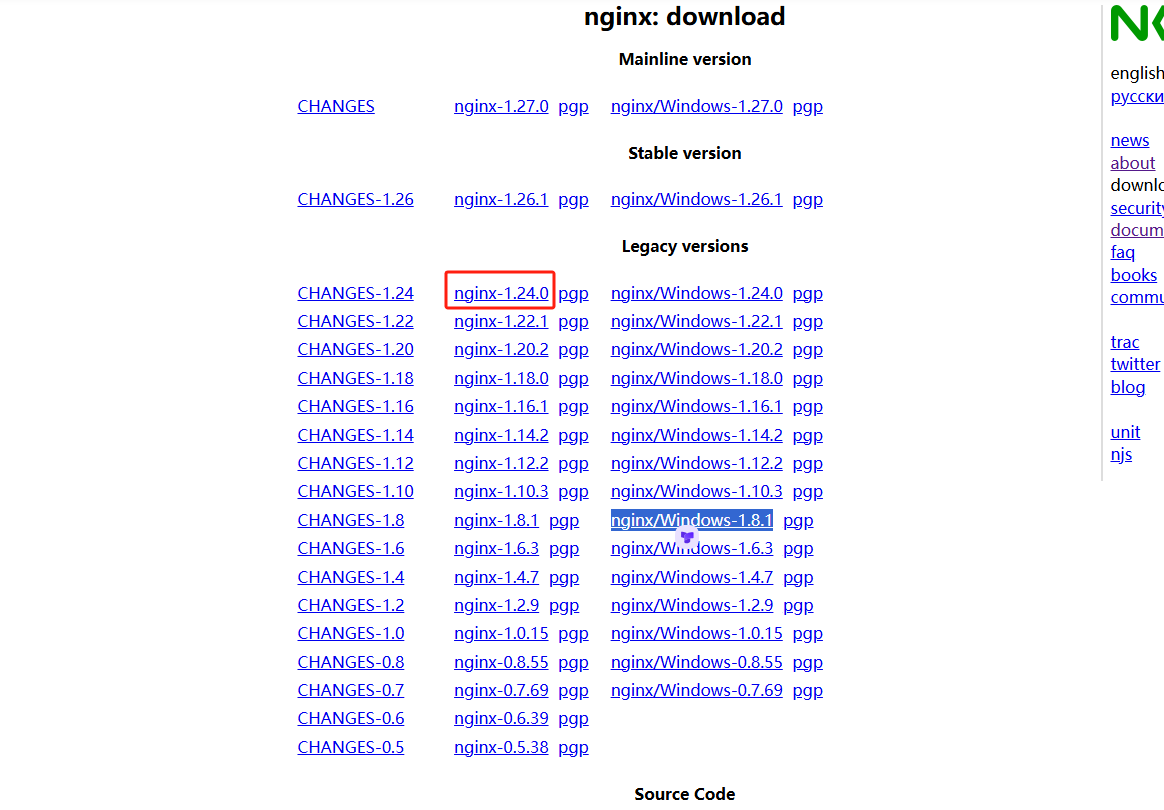 nginx: download
Mainline version
CHANGES nginx-1.27.0 pgp nginx/Windows-1.27.0 pgp
Stable version
CHANGES-1.26 nginx-1.26.1 pgp nginx/Windows-1.26.1 pgp
Legacy versions
CHANGES-1.24 nginx-1.24.0 pgp nginx/Windows-1.24.0 pgp
CHANGES-1.22 nginx-1.22.1 pgp nginx/Windows-1.22.1 pgp
CHANGES-1.20 nginx-1.20.2 pgp nginx/Windows-1.20.2 pgp
CHANGES-1.18 nginx-1.18.0 pgp nginx/Windows-1.18.0 pgp
CHANGES-1.16 nginx-1.16.1 pgp nginx/Windows-1.16.1 pgp
CHANGES-1.14 nginx-1.14.2 pgp nginx/Windows-1.14.2 pgp
CHANGES-1.12 nginx-1.12.2 pgp nginx/Windows-1.12.2 pgp
CHANGES-1.10 nginx-1.10.3 pgp nginx/Windows-1.10.3 pgp
CHANGES-1.8 nginx-1.8.1 pgp nginx/Windows-1.8.1 pgp
CHANGES-1.6 nginx-1.6.3 pgp nginx/Windows-1.6.3 pgp
CHANGES-1.4 nginx-1.4.7 pgp nginx/Windows-1.4.7 pgp
CHANGES-1.2 nginx-1.2.9 pgp nginx/Windows-1.2.9 pgp
CHANGES-1.0 nginx-1.0.15 pgp nginx/Windows-1.0.15 pgp
CHANGES-0.8 nginx-0.8.55 pgp nginx/Windows-0.8.55 pgp
CHANGES-0.7 nginx-0.7.69 pgp nginx/Windows-0.7.69 pgp
CHANGES-0.6 nginx-0.6.39 pgp
CHANGES-0.5 nginx-0.5.38 pgp
Source Code
english
русски
news
about
downlo
security
docum
faq
books
commu
trac
twitter
blog
unit
njs